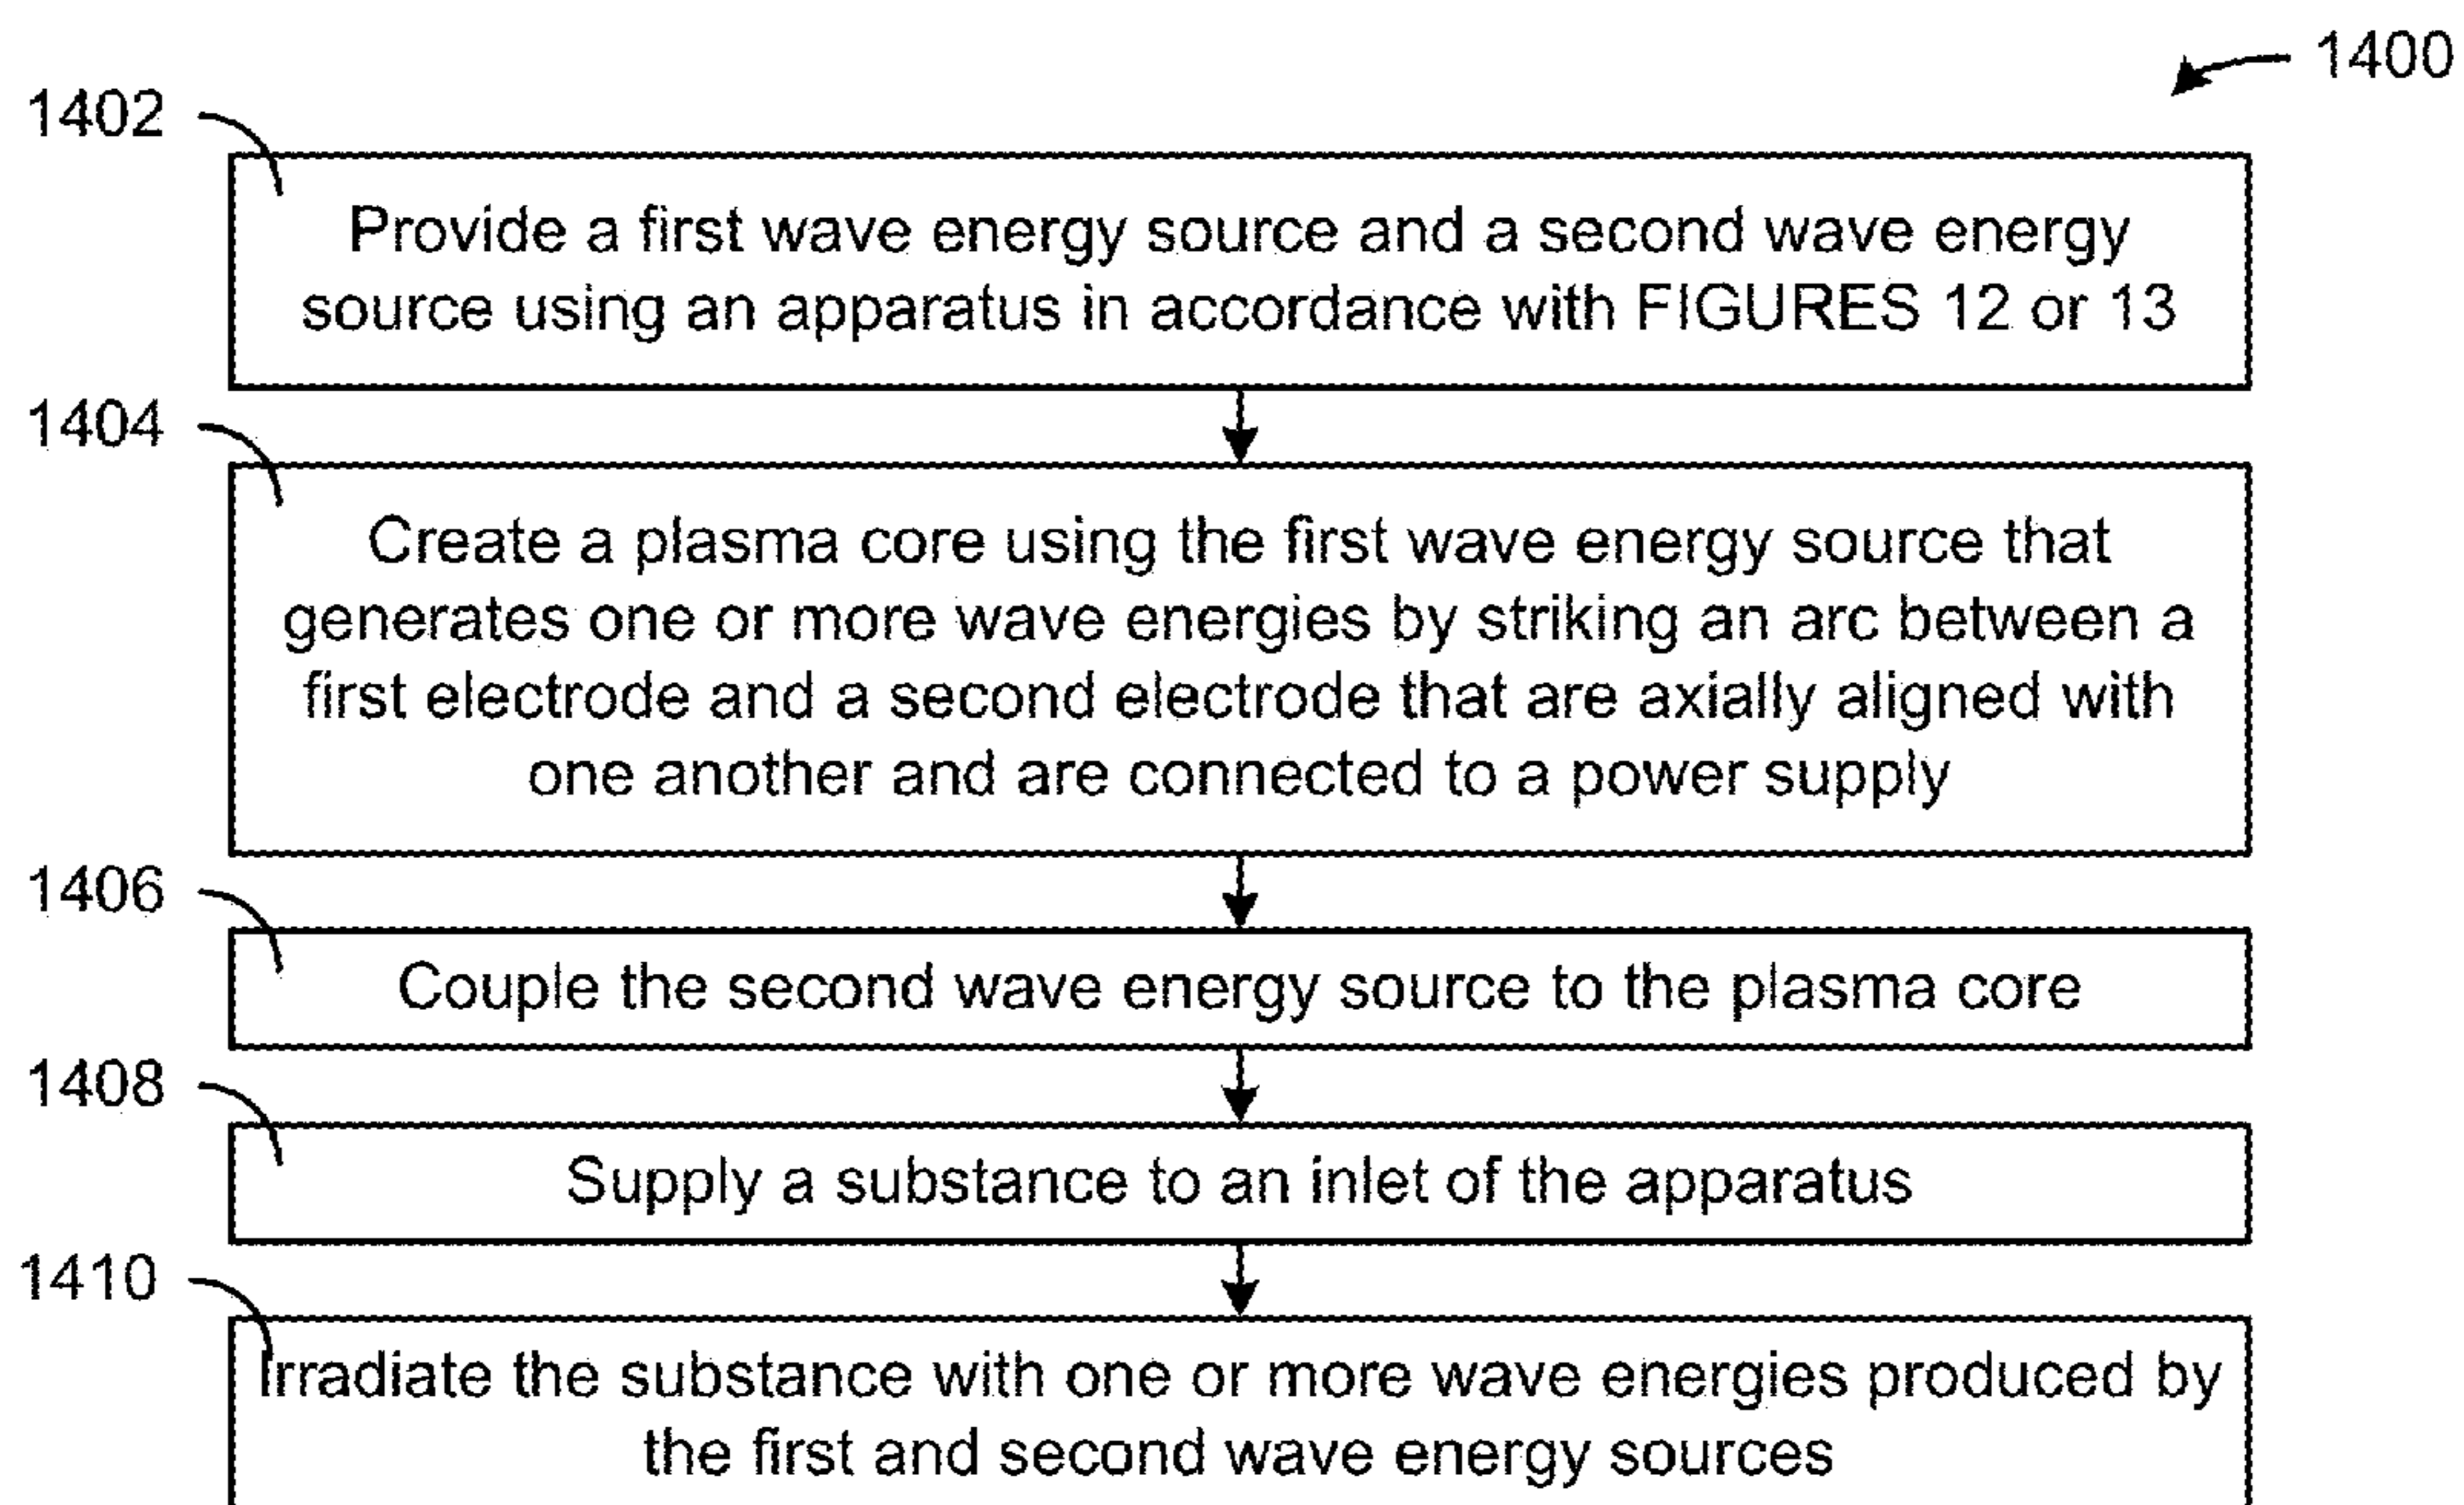 1400
1402
Provide a first wave energy source and a second wave energy
source using an apparatus in accordance with FIGURES 12 or 13
1404
Create a plasma core using the first wave energy source that
generates one or more wave energies by striking an arc between a
first electrode and a second electrode that are axially aligned with
one another and are connected to a power supply
1406
Couple the second wave energy source to the plasma core
1408
Supply a substance to an inlet of the apparatus
1410
Irradiate the substance with one or more wave energies produced by
the first and second wave energy sources